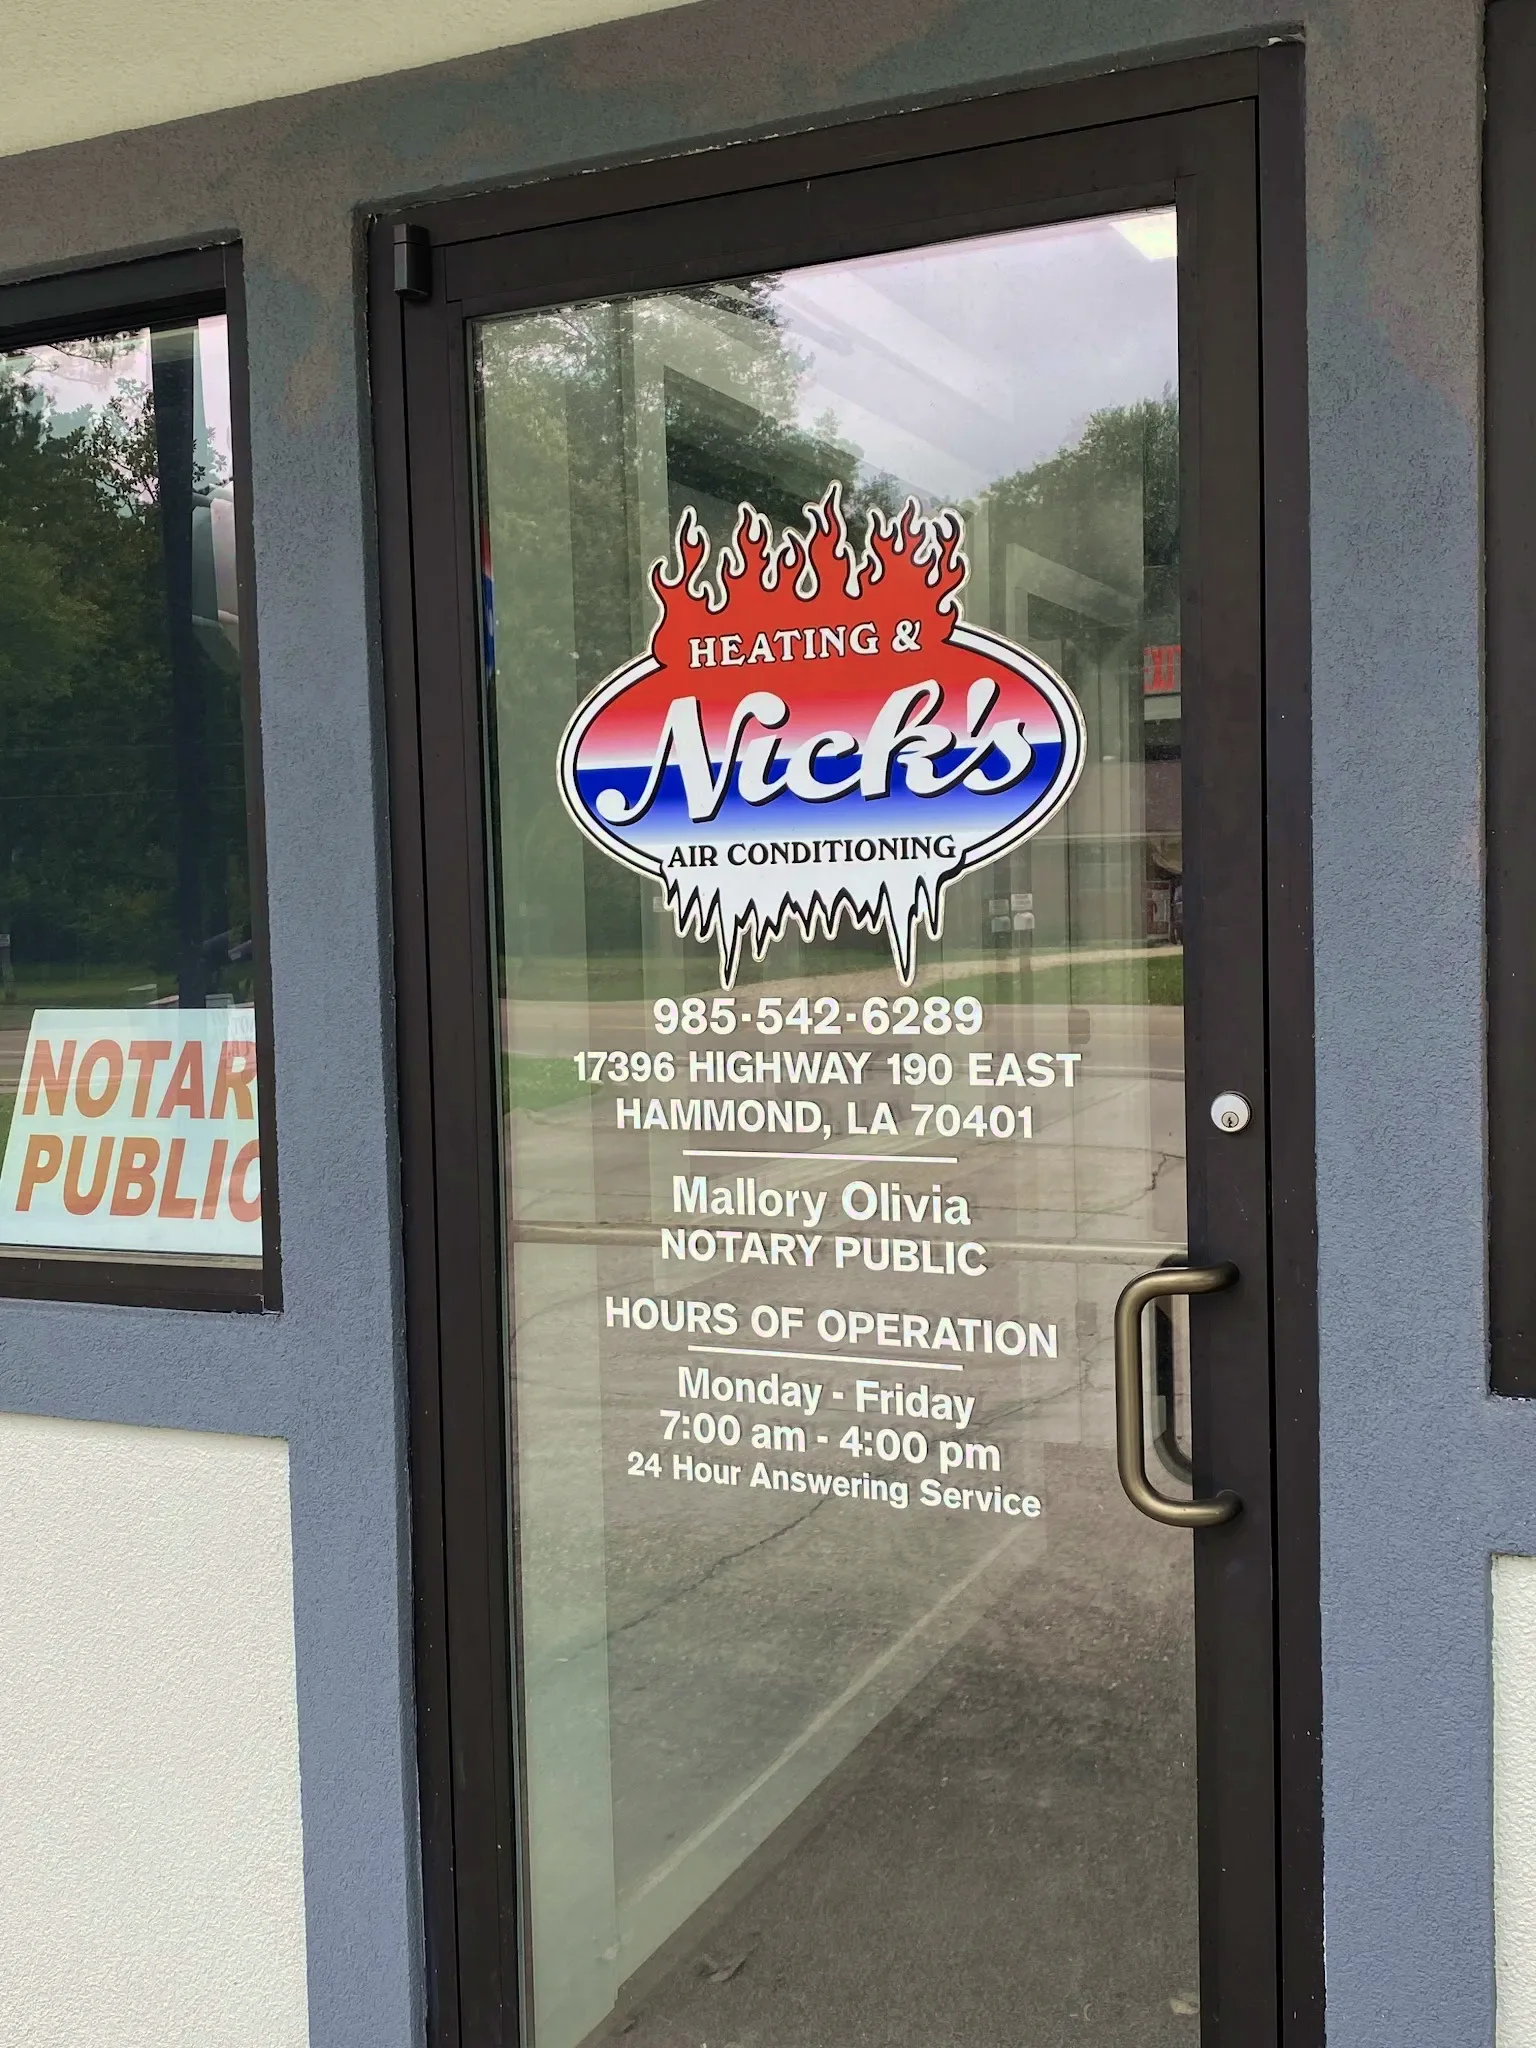 HEATING &
Nick's
AIR CONDITIONING
985-542-6289
17396 HIGHWAY 190 EAST
HAMMOND, LA 70401
Mallory Olivia
NOTARY PUBLIC
HOURS OF OPERATION
Monday - Friday
7:00 am - 4:00 pm
24 Hour Answering Service
NOTAR
PUBLIC